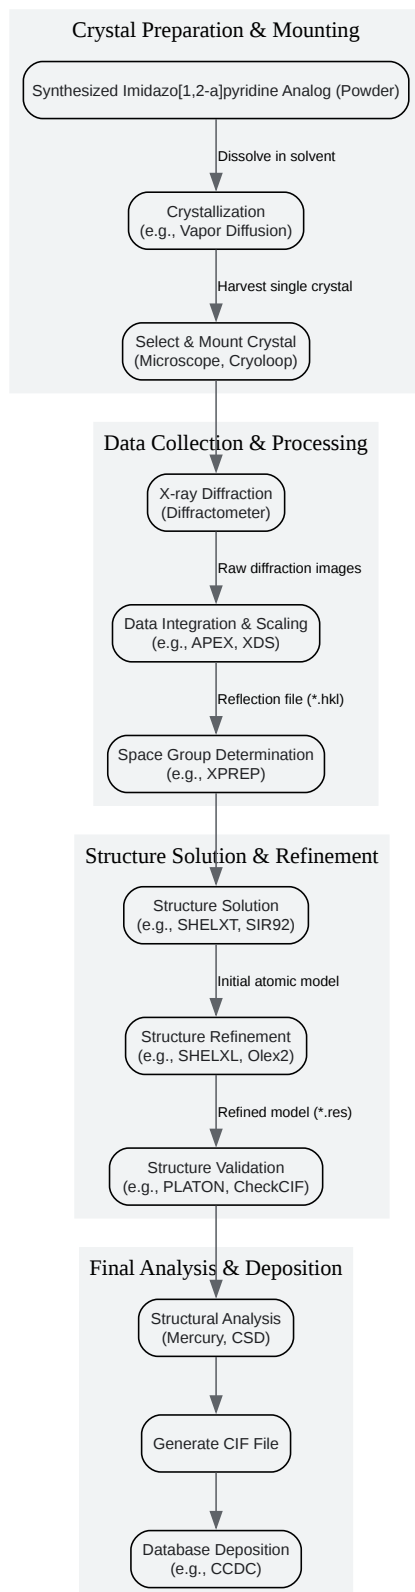 Crystal Preparation & Mounting
Synthesized Imidazo[1,2-a]pyridine Analog (Powder)
Dissolve in solvent
Crystallization
(e.g., Vapor Diffusion)
Harvest single crystal
Select & Mount Crystal
(Microscope, Cryoloop)
Data Collection & Processing
X-ray Diffraction
(Diffractometer)
Raw diffraction images
Data Integration & Scaling
(e.g., APEX, XDS)
Reflection file (*.hkl)
Space Group Determination
(e.g., XPREP)
Structure Solution & Refinement
Structure Solution
(e.g., SHELXT, SIR92)
Initial atomic model
Structure Refinement
(e.g., SHELXL, Olex2)
Refined model (*.res)
Structure Validation
(e.g., PLATON, CheckCIF)
Final Analysis & Deposition
Structural Analysis
(Mercury, CSD)
Generate CIF File
Database Deposition
(e.g., CCDC)